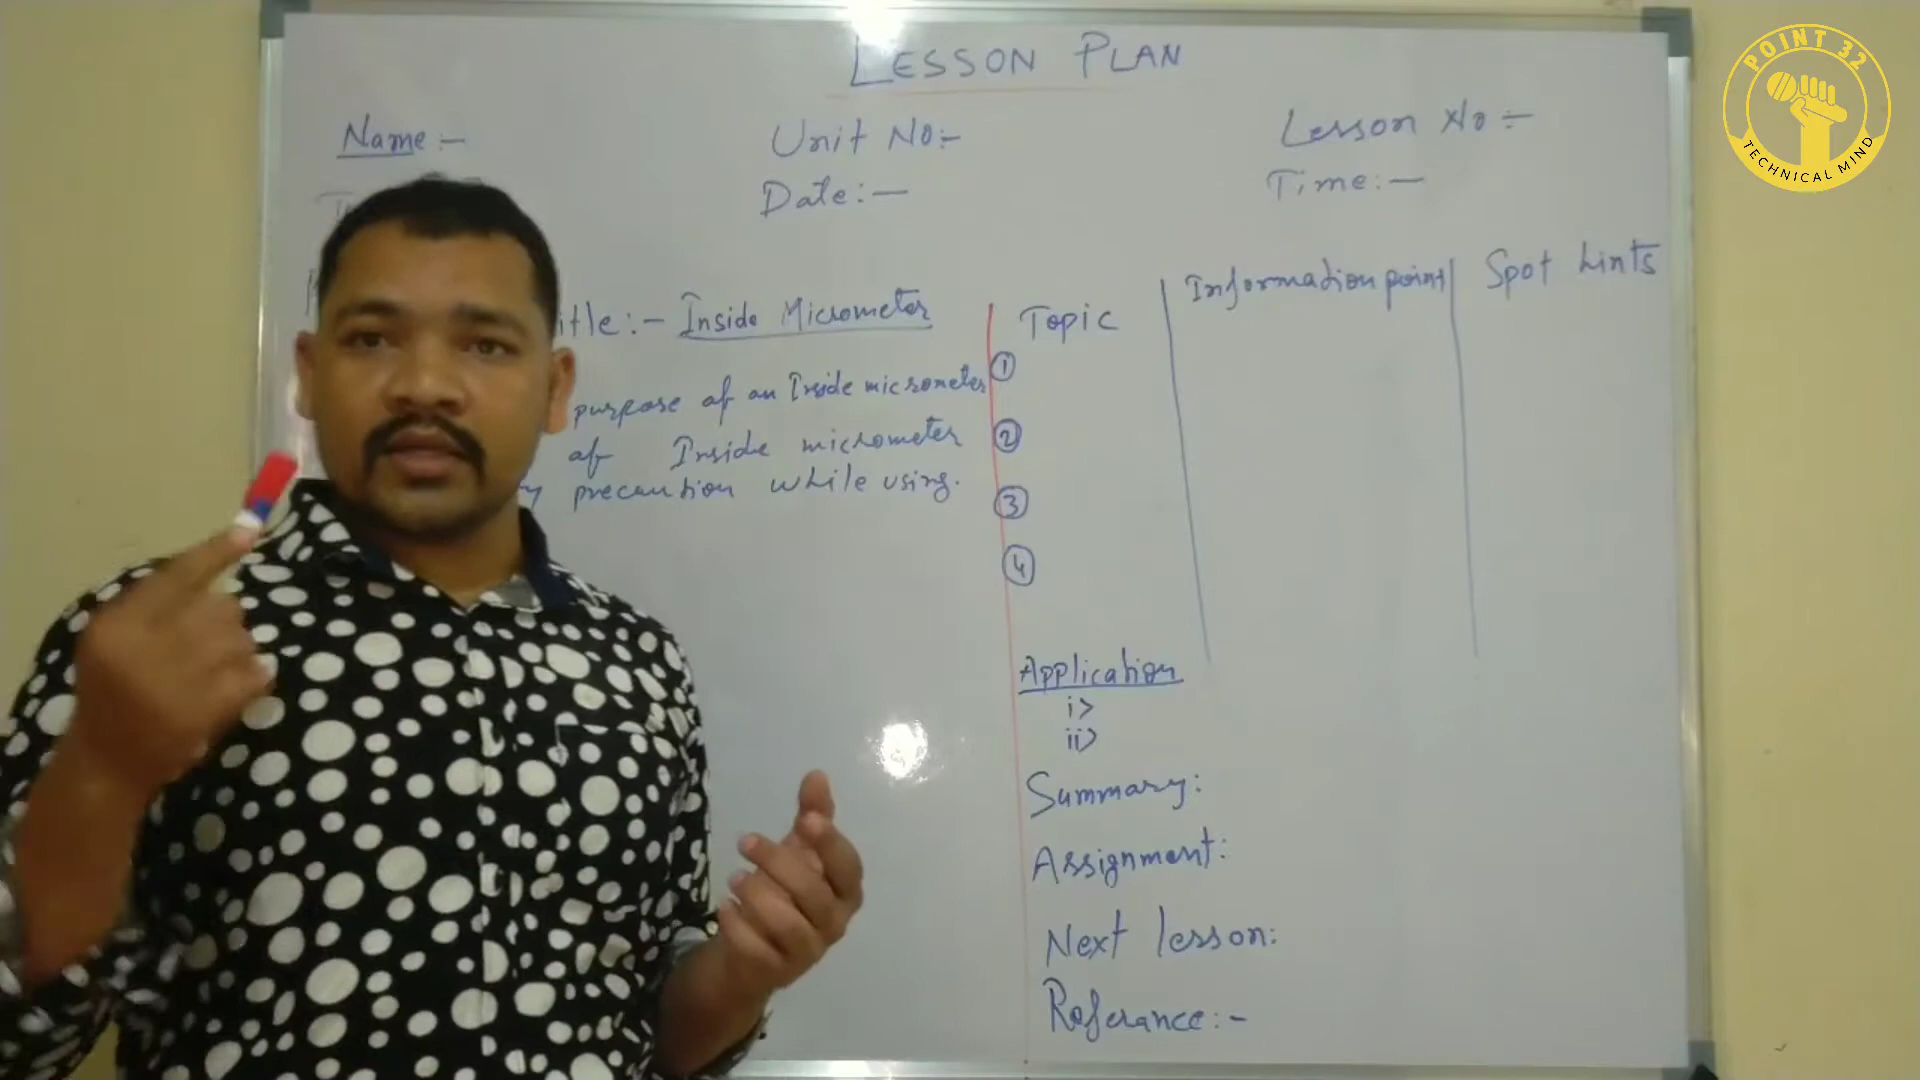 LESSON PLAN
POINT 32
TECHNICAL MIND
Name :-
Unit No:-
Lesson No :-
Date :-
Time :-
itle :- Inside Micrometer
purpose of an Inside micrometer
of Inside micrometer
y precaution while using.
Topic
Information point
Spot hints
1
2
3
4
Application
i>
ii>
Summary:
Assignment:
Next lesson:
Referance :-